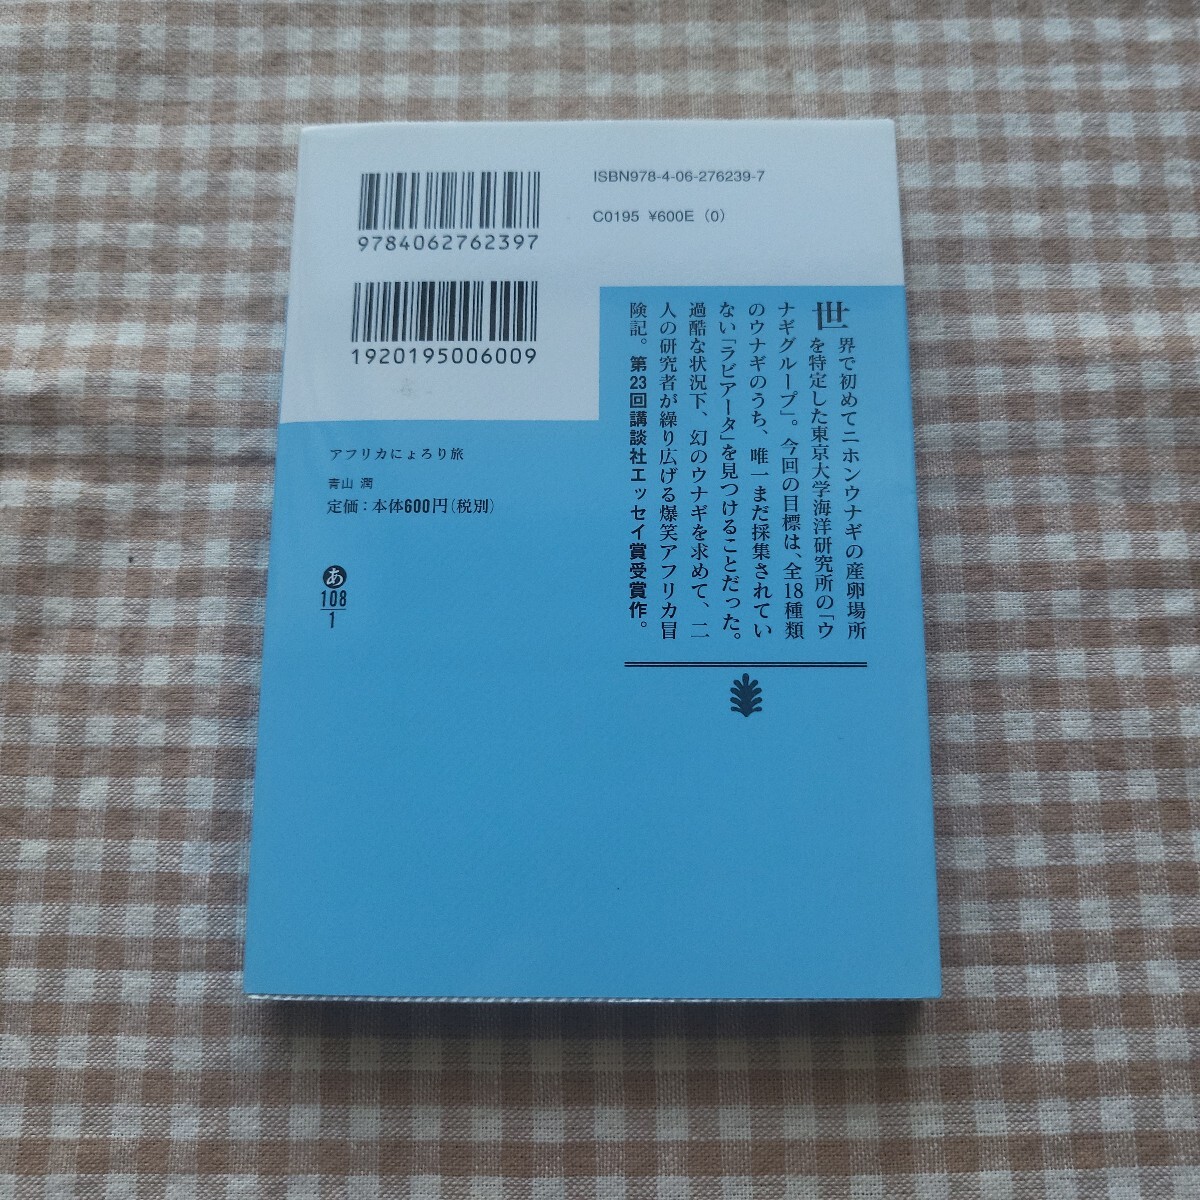 9784062762397
ISBN978-4-06-276239-7
C0195 ¥600E (0)
1920195006009
世界で初めてニホンウナギの産卵場所
を特定した東京大学海洋研究所の「ウ
ナギグループ」。今回の目標は、全18種類
のウナギのうち、唯一まだ採集されてい
ない「ラビアータ」を見つけることだった。
過酷な状況下、幻のウナギを求めて、二
人の研究者が繰り広げる爆笑アフリカ冒
険記。第23回講談社エッセイ賞受賞作。
アフリカにょろり旅
青山 潤
定価:本体600円(税別)
あ
108
1